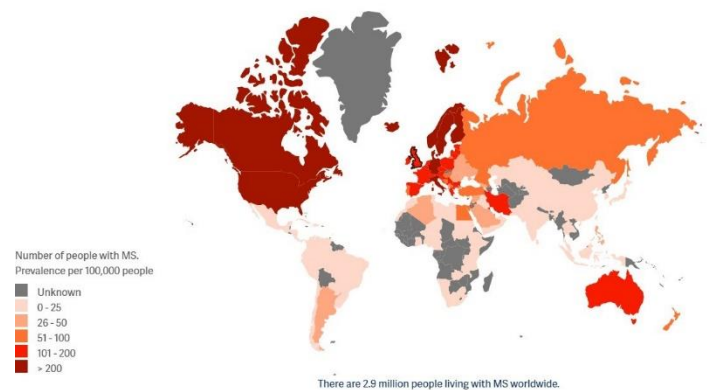 Number of people with MS.
Prevalence per 100,000 people
Unknown
0 - 25
26 - 50
51 - 100
101 - 200
> 200
There are 2.9 million people living with MS worldwide.